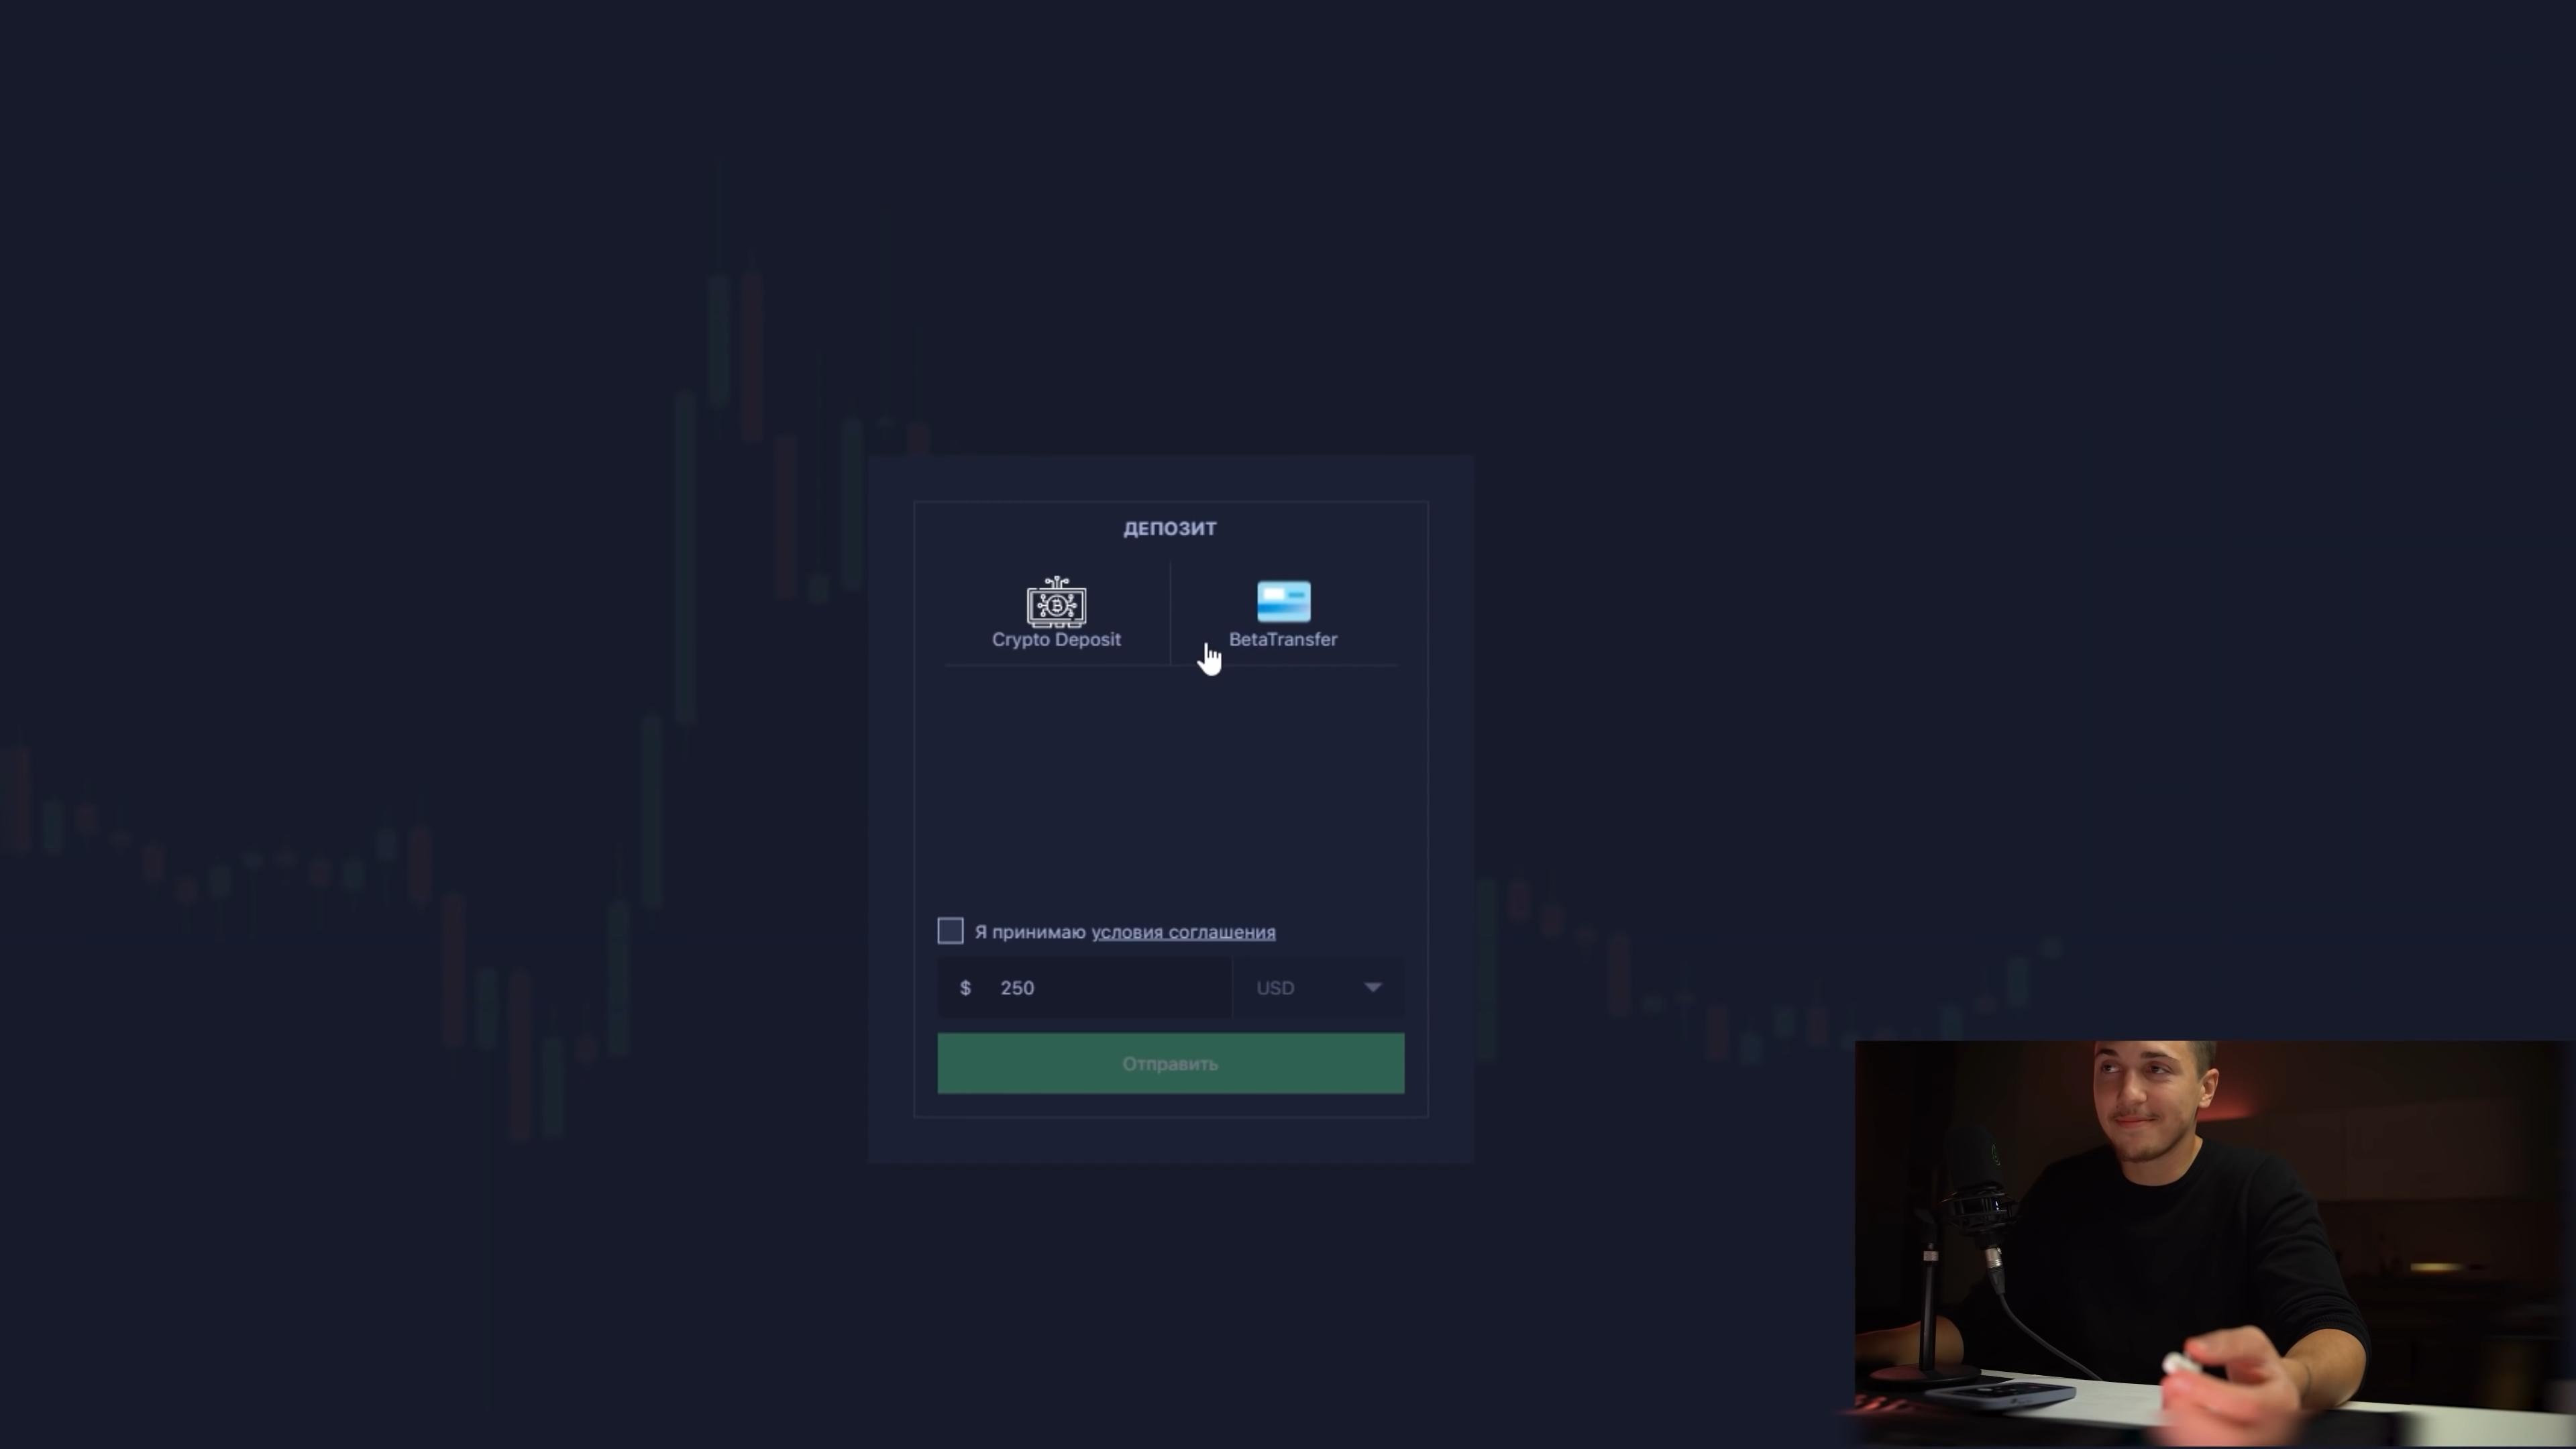 ДЕПОЗИТ
Crypto Deposit
BetaTransfer
Я принимаю условия соглашения
$ 250 USD
Отправить